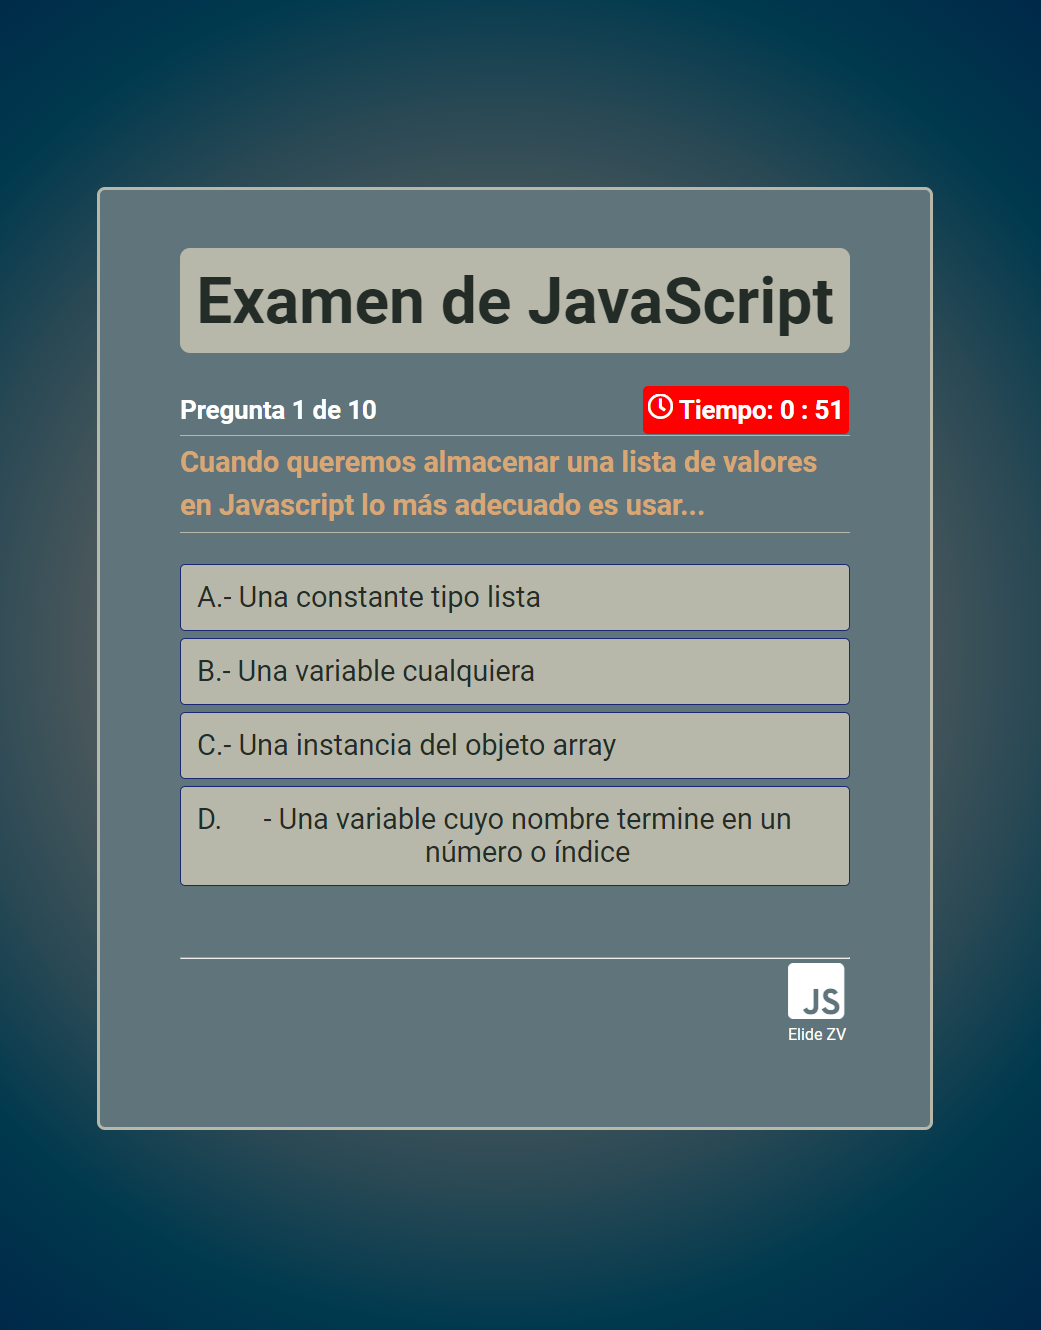 Examen de JavaScript
Pregunta 1 de 10
Tiempo: 0 : 51
Cuando queremos almacenar una lista de valores
en Javascript lo más adecuado es usar...
A.- Una constante tipo lista
B.- Una variable cualquiera
C.- Una instancia del objeto array
D. - Una variable cuyo nombre termine en un
número o índice
JS
Elide ZV